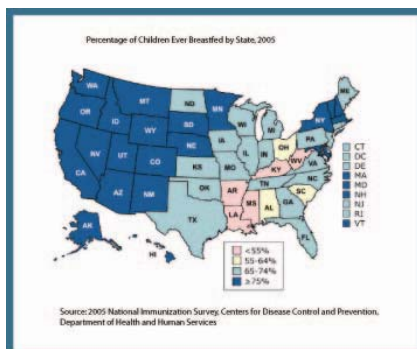 Percentage of Children Ever Breastfed by State, 2005
WA
MT
ND
MN
ME
OR
ID
SD
WI
MI
NY
WY
IA
PA
NV
UT
NE
IL
IN
OH
WV
VA
CA
CO
KS
MO
KY
NC
AZ
NM
OK
AR
TN
SC
MS
AL
GA
TX
LA
FL
AK
HI
CT
DC
DE
MA
MD
NH
NJ
RI
VT
<55%
55-64%
65-74%
≥75%
Source: 2005 National Immunization Survey, Centers for Disease Control and Prevention,
Department of Health and Human Services